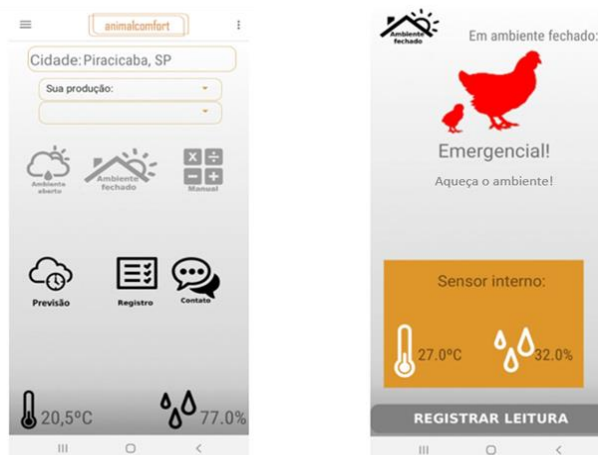 animalcomfort
Cidade: Piracicaba, SP
Sua produção:
Ambiente aberto
Ambiente fechado
Manual
Previsão
Registro
Contato
20,5ºC
77.0%
Ambiente fechado
Em ambiente fechado:
Emergencial!
Aqueça o ambiente!
Sensor interno:
27.0ºC
32.0%
REGISTRAR LEITURA